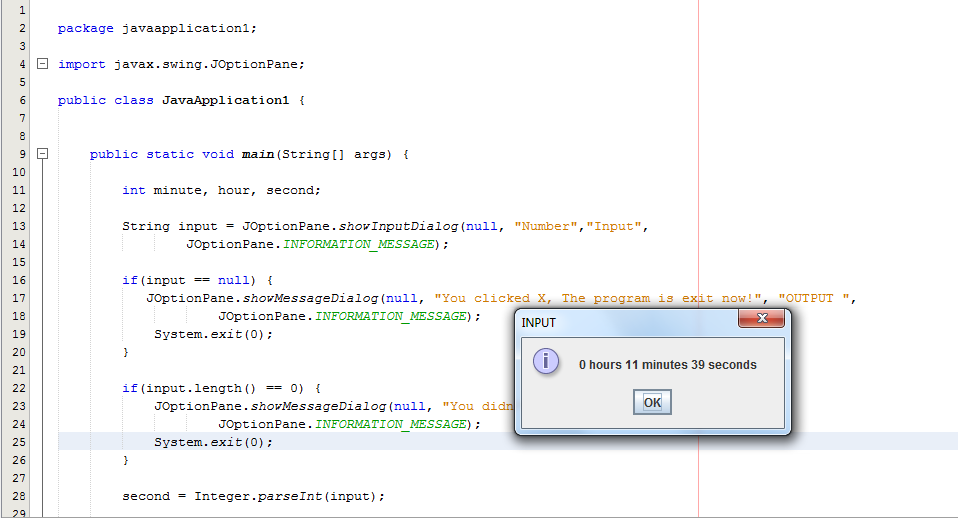 1
2 package javaapplication1;
3
4 import javax.swing.JOptionPane;
5
6 public class JavaApplication1 {
7
8
9 public static void main(String[] args) {
10
11 int minute, hour, second;
12
13 String input = JOptionPane.showInputDialog(null, "Number","Input",
14 JOptionPane.INFORMATION_MESSAGE);
15
16 if(input == null) {
17 JOptionPane.showMessageDialog(null, "You clicked X, The program is exit now!", "OUTPUT ",
18 JOptionPane.INFORMATION_MESSAGE);
19 System.exit(0);
20 }
21
22 if(input.length() == 0) {
23 JOptionPane.showMessageDialog(null, "You didn
24 JOptionPane.INFORMATION_MESSAGE);
25 System.exit(0);
26 }
27
28 second = Integer.parseInt(input);
29
INPUT
0 hours 11 minutes 39 seconds
OK